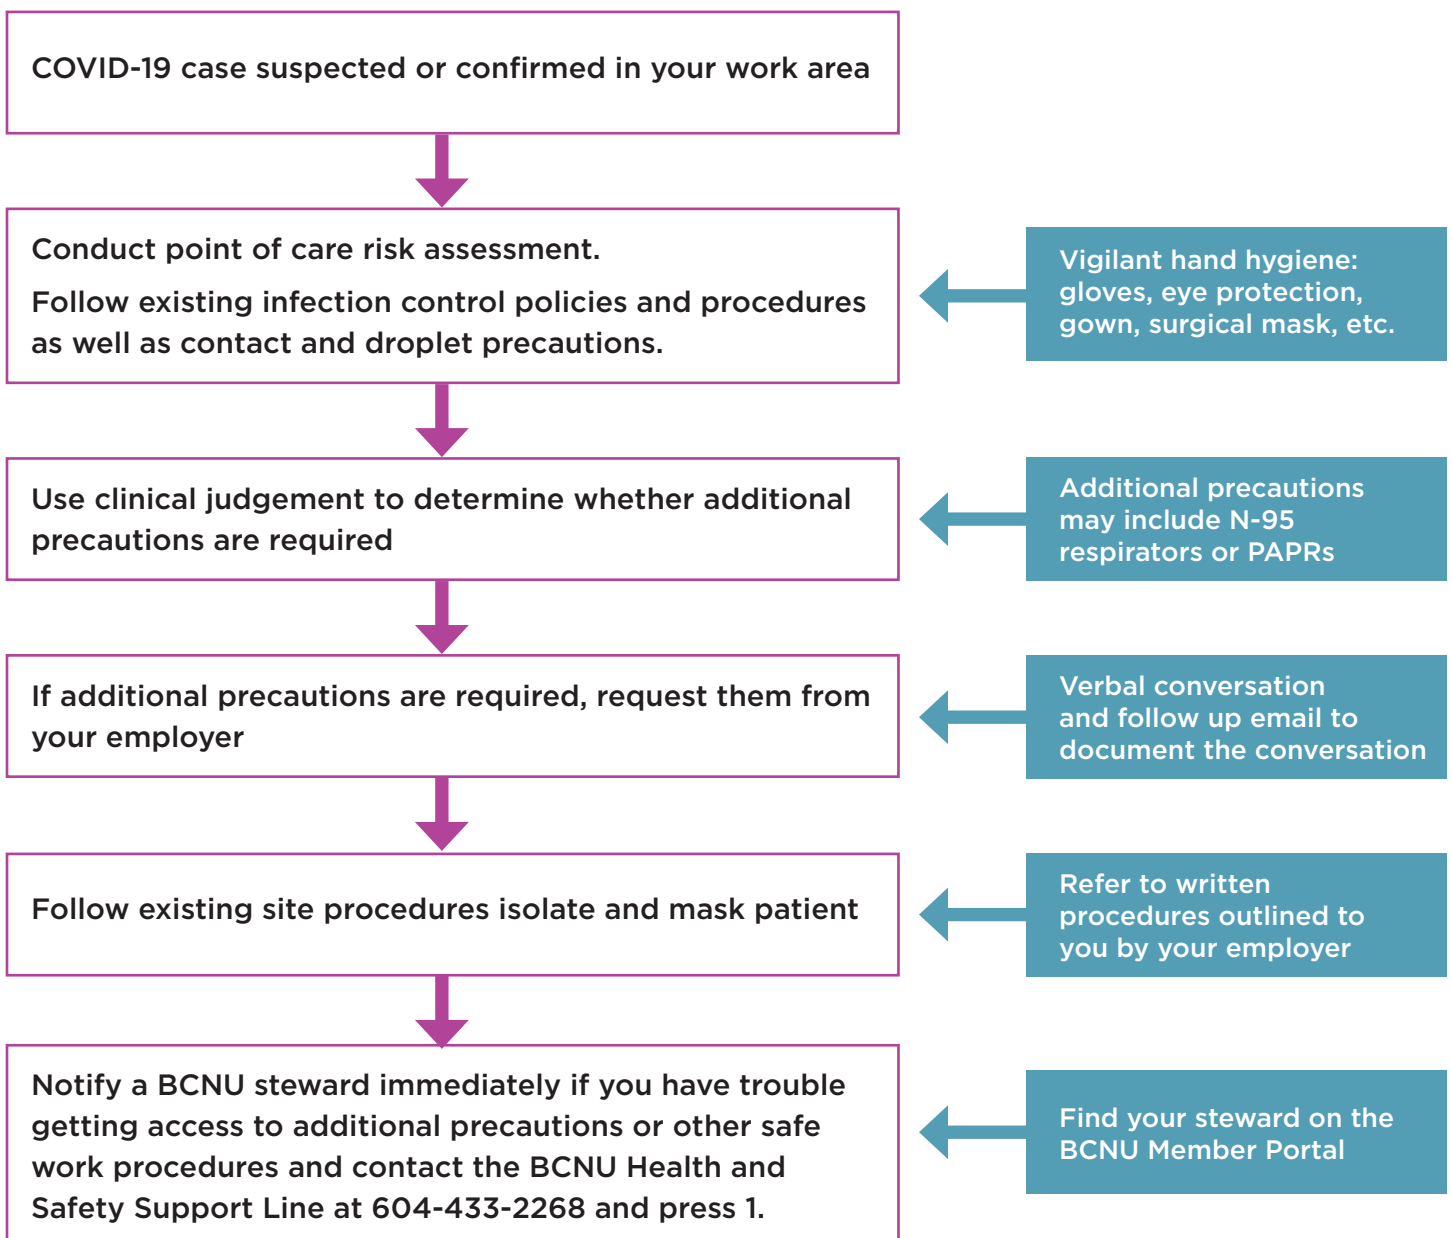 COVID-19 case suspected or confirmed in your work area
Conduct point of care risk assessment.
Follow existing infection control policies and procedures
as well as contact and droplet precautions.
Vigilant hand hygiene:
gloves, eye protection,
gown, surgical mask, etc.
Use clinical judgement to determine whether additional
precautions are required
Additional precautions
may include N-95
respirators or PAPRs
If additional precautions are required, request them from
your employer
Verbal conversation
and follow up email to
document the conversation
Follow existing site procedures isolate and mask patient
Refer to written
procedures outlined to
you by your employer
Notify a BCNU steward immediately if you have trouble
getting access to additional precautions or other safe
work procedures and contact the BCNU Health and
Safety Support Line at 604-433-2268 and press 1.
Find your steward on the
BCNU Member Portal